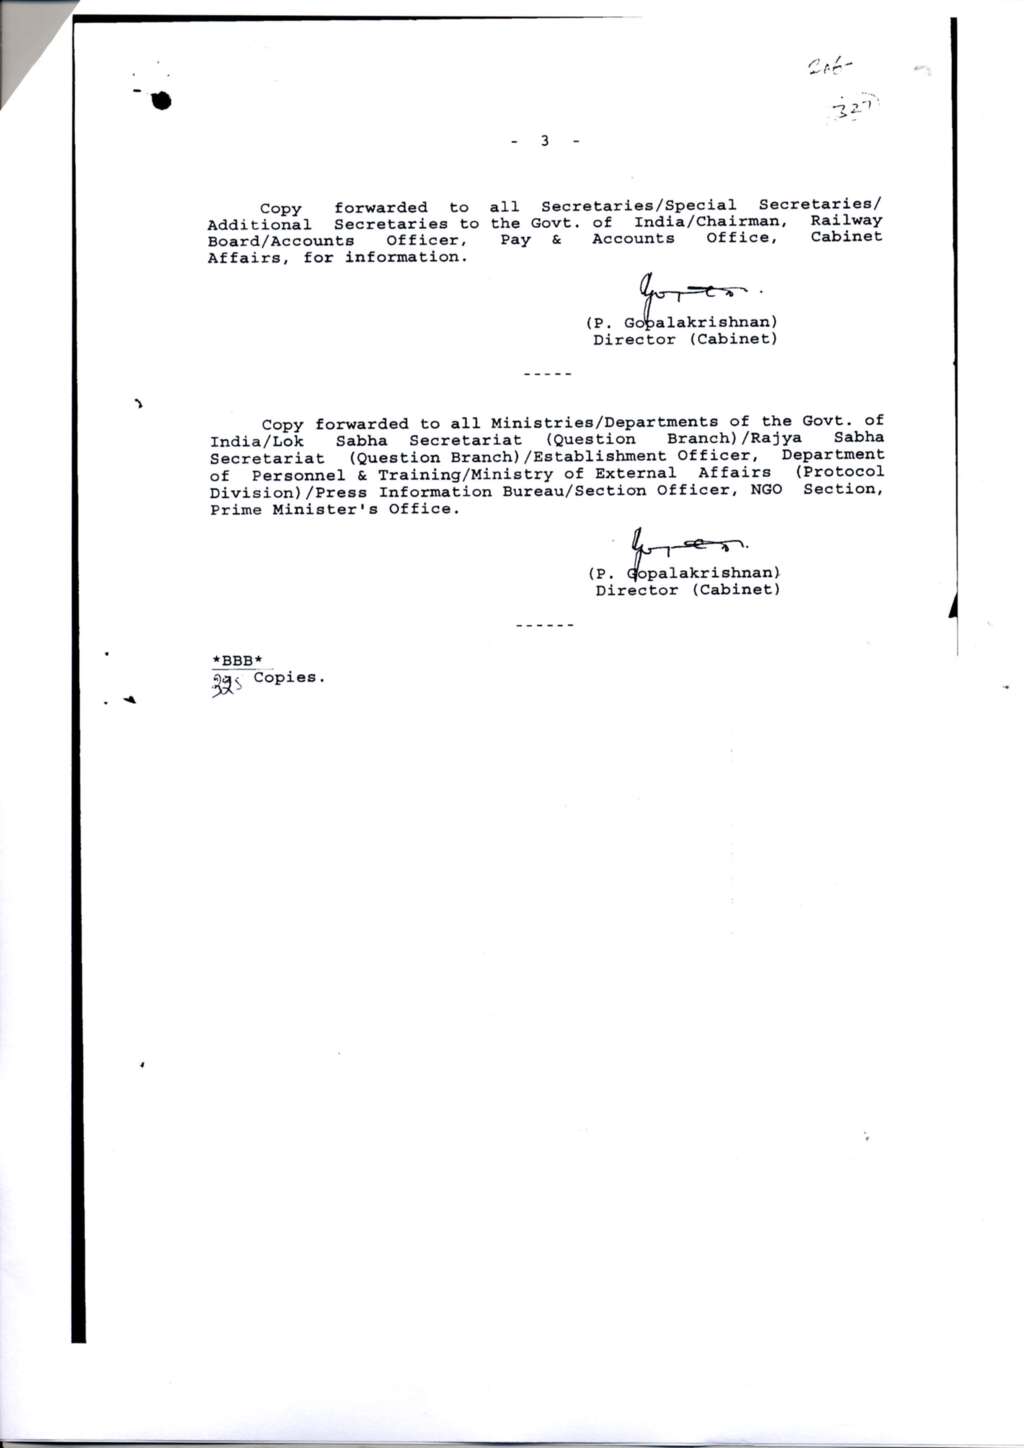 327
- 3 -
Copy forwarded to all Secretaries/Special Secretaries/
Additional Secretaries to the Govt. of India/Chairman, Railway
Board/Accounts Officer, Pay & Accounts Office, Cabinet
Affairs, for information.
(P. Gopalakrishnan)
Director (Cabinet)
-----
Copy forwarded to all Ministries/Departments of the Govt. of
India/Lok Sabha Secretariat (Question Branch)/Rajya Sabha
Secretariat (Question Branch)/Establishment Officer, Department
of Personnel & Training/Ministry of External Affairs (Protocol
Division)/Press Information Bureau/Section Officer, NGO Section,
Prime Minister's Office.
(P. Gopalakrishnan)
Director (Cabinet)
------
*BBB*
325 Copies.